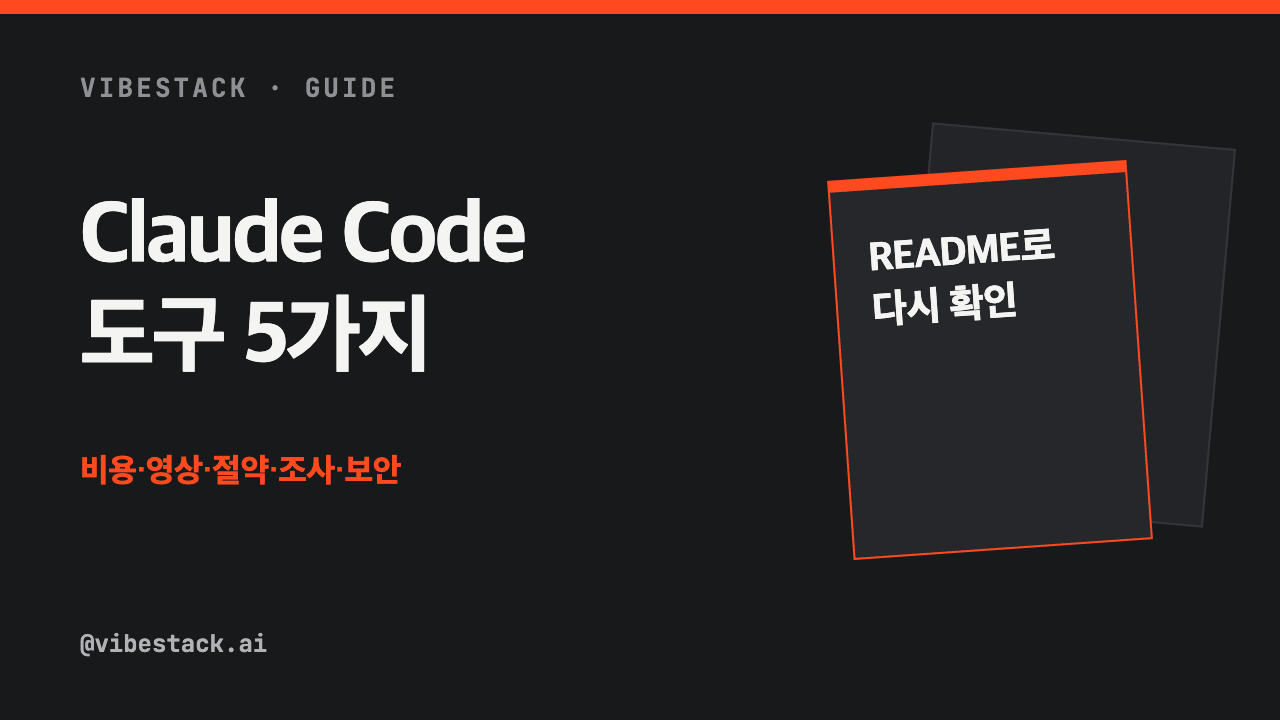 VIBESTACK · GUIDE
Claude Code
도구 5가지
비용·영상·절약·조사·보안
README로
다시 확인
@vibestack.ai